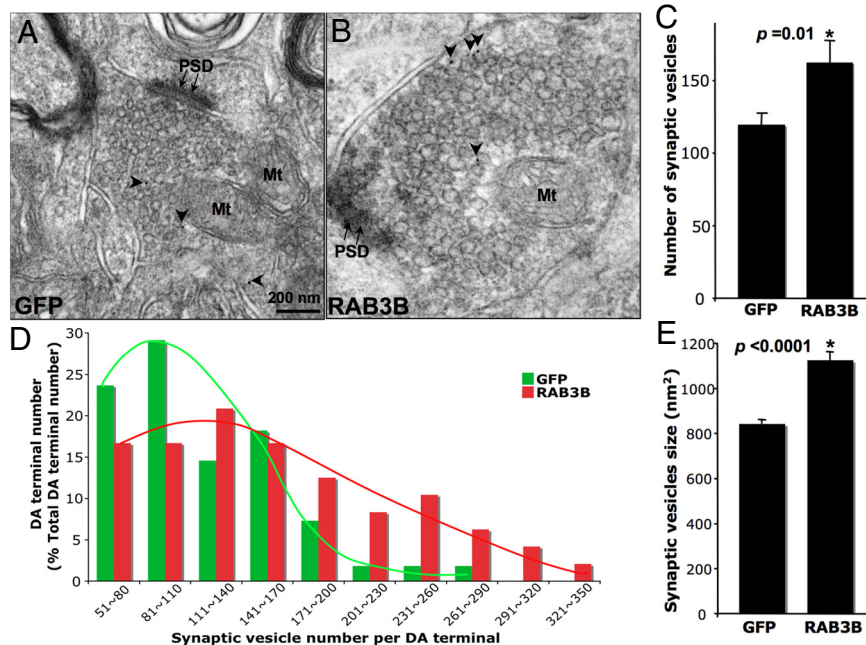 A
PSD
Mt
Mt
GFP
200 nm
B
Mt
PSD
RAB3B
C
p =0.01
*
Number of synaptic vesicles
150
100
50
0
GFP
RAB3B
D
DA terminal number
(% Total DA terminal number)
30
25
20
15
10
5
0
GFP
RAB3B
51~80
81~110
111~140
141~170
171~200
201~230
231~260
261~290
291~320
321~350
Synaptic vesicle number per DA terminal
E
p <0.0001
*
Synaptic vesicles size (nm²)
1200
1000
800
600
400
200
0
GFP
RAB3B